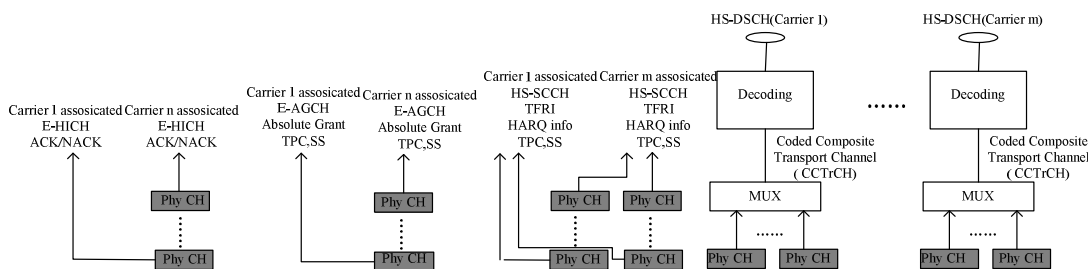 HS-DSCH(Carrier 1)
HS-DSCH(Carrier m)
Decoding
Decoding
......
Carrier 1 assosicated
E-HICH
ACK/NACK
Carrier n assosicated
E-HICH
ACK/NACK
Carrier 1 assosicated
E-AGCH
Absolute Grant
TPC,SS
Carrier n assosicated
E-AGCH
Absolute Grant
TPC,SS
Carrier 1 assosicated
HS-SCCH
TFRI
HARQ info
TPC,SS
Carrier m assosicated
HS-SCCH
TFRI
HARQ info
TPC,SS
Coded Composite
Transport Channel
( CCTrCH)
Coded Composite
Transport Channel
( CCTrCH)
MUX
MUX
Phy CH
Phy CH
Phy CH
Phy CH
......
......
Phy CH
Phy CH
Phy CH
Phy CH
Phy CH
Phy CH
Phy CH
Phy CH